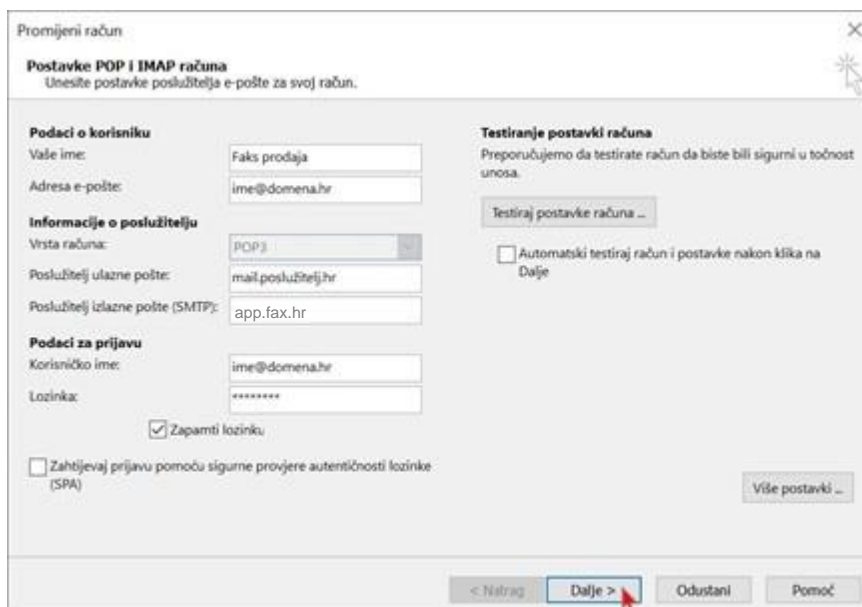 Promijeni račun
Postavke POP i IMAP računa
Unesite postavke poslužitelja e-pošte za svoj račun.
Podaci o korisniku
Vaše ime:
Faks prodaja
Adresa e-pošte:
ime@domena.hr
Informacije o poslužitelju
Vrsta računa:
POP3
Poslužitelj ulazne pošte:
mail.poslužitelj.hr
Poslužitelj izlazne pošte (SMTP):
app.fax.hr
Podaci za prijavu
Korisničko ime:
ime@domena.hr
Lozinka:
********
Zapamti lozinku
Zahtijevaj prijavu pomoću sigurne provjere autentičnosti lozinke
(SPA)
Testiranje postavki računa
Preporučujemo da testirate račun da biste bili sigurni u točnost
unosa.
Testiraj postavke računa ...
Automatski testiraj račun i postavke nakon klika na
Dalje
Više postavki ...
< Natrag
Dalje >
Odustani
Pomoć